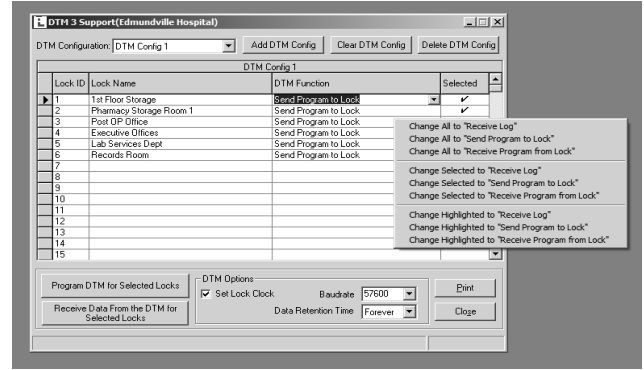 DTM 3 Support(Edmundville Hospital)
DTM Configuration: DTM Config 1 Add DTM Config Clear DTM Config Delete DTM Config
DTM Config 1
Lock ID Lock Name DTM Function Selected
1 1st Floor Storage Send Program to Lock ✔
2 Pharmacy Storage Room 1 Send Program to Lock ✔
3 Post OP Office Send Program to Lock
4 Executive Offices Send Program to Lock
5 Lab Services Dept Send Program to Lock
6 Records Room Send Program to Lock
7
8
9
10
11
12
13
14
15
Change All to "Receive Log"
Change All to "Send Program to Lock"
Change All to "Receive Program from Lock"
Change Selected to "Receive Log"
Change Selected to "Send Program to Lock"
Change Selected to "Receive Program from Lock"
Change Highlighted to "Receive Log"
Change Highlighted to "Send Program to Lock"
Change Highlighted to "Receive Program from Lock"
Program DTM for Selected Locks
Receive Data From the DTM for
Selected Locks
DTM Options
Set Lock Clock Baudrate 57600
Data Retention Time Forever
Print
Close